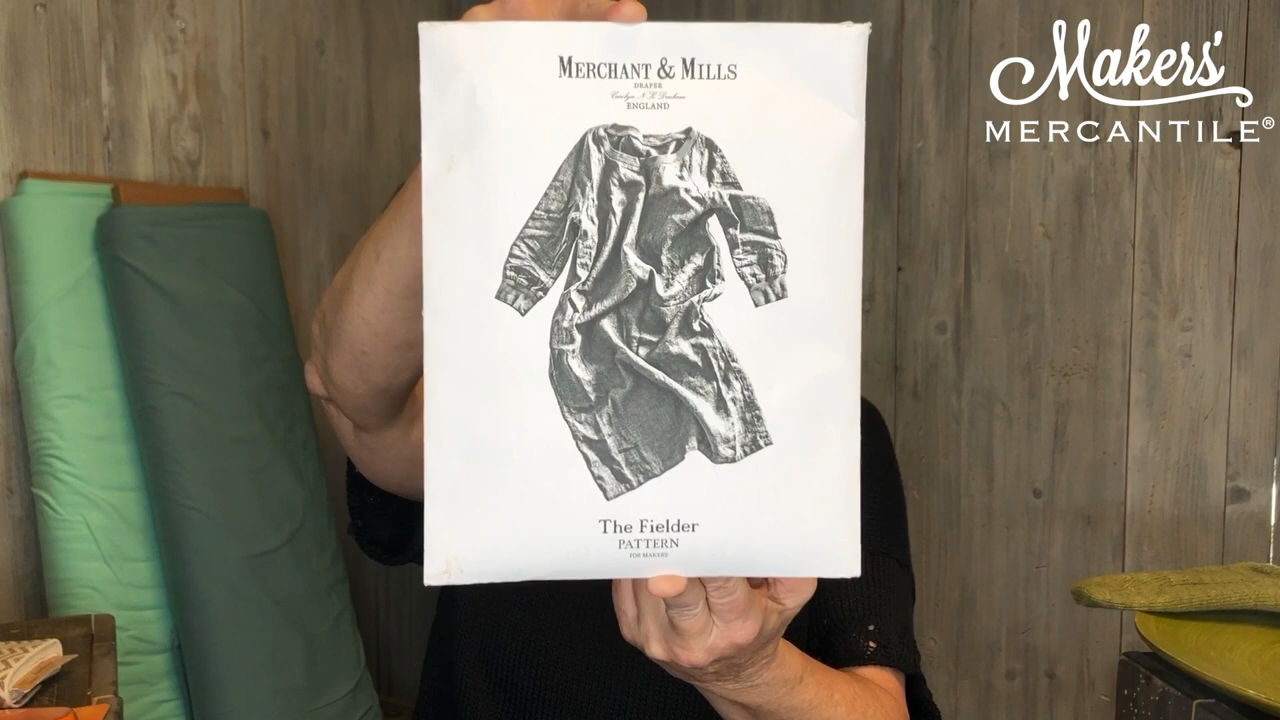 MERCHANT & MILLS
DRAPER
ENGLAND
The Fielder
PATTERN
FOR MAKERS
Makers'
MERCANTILE®